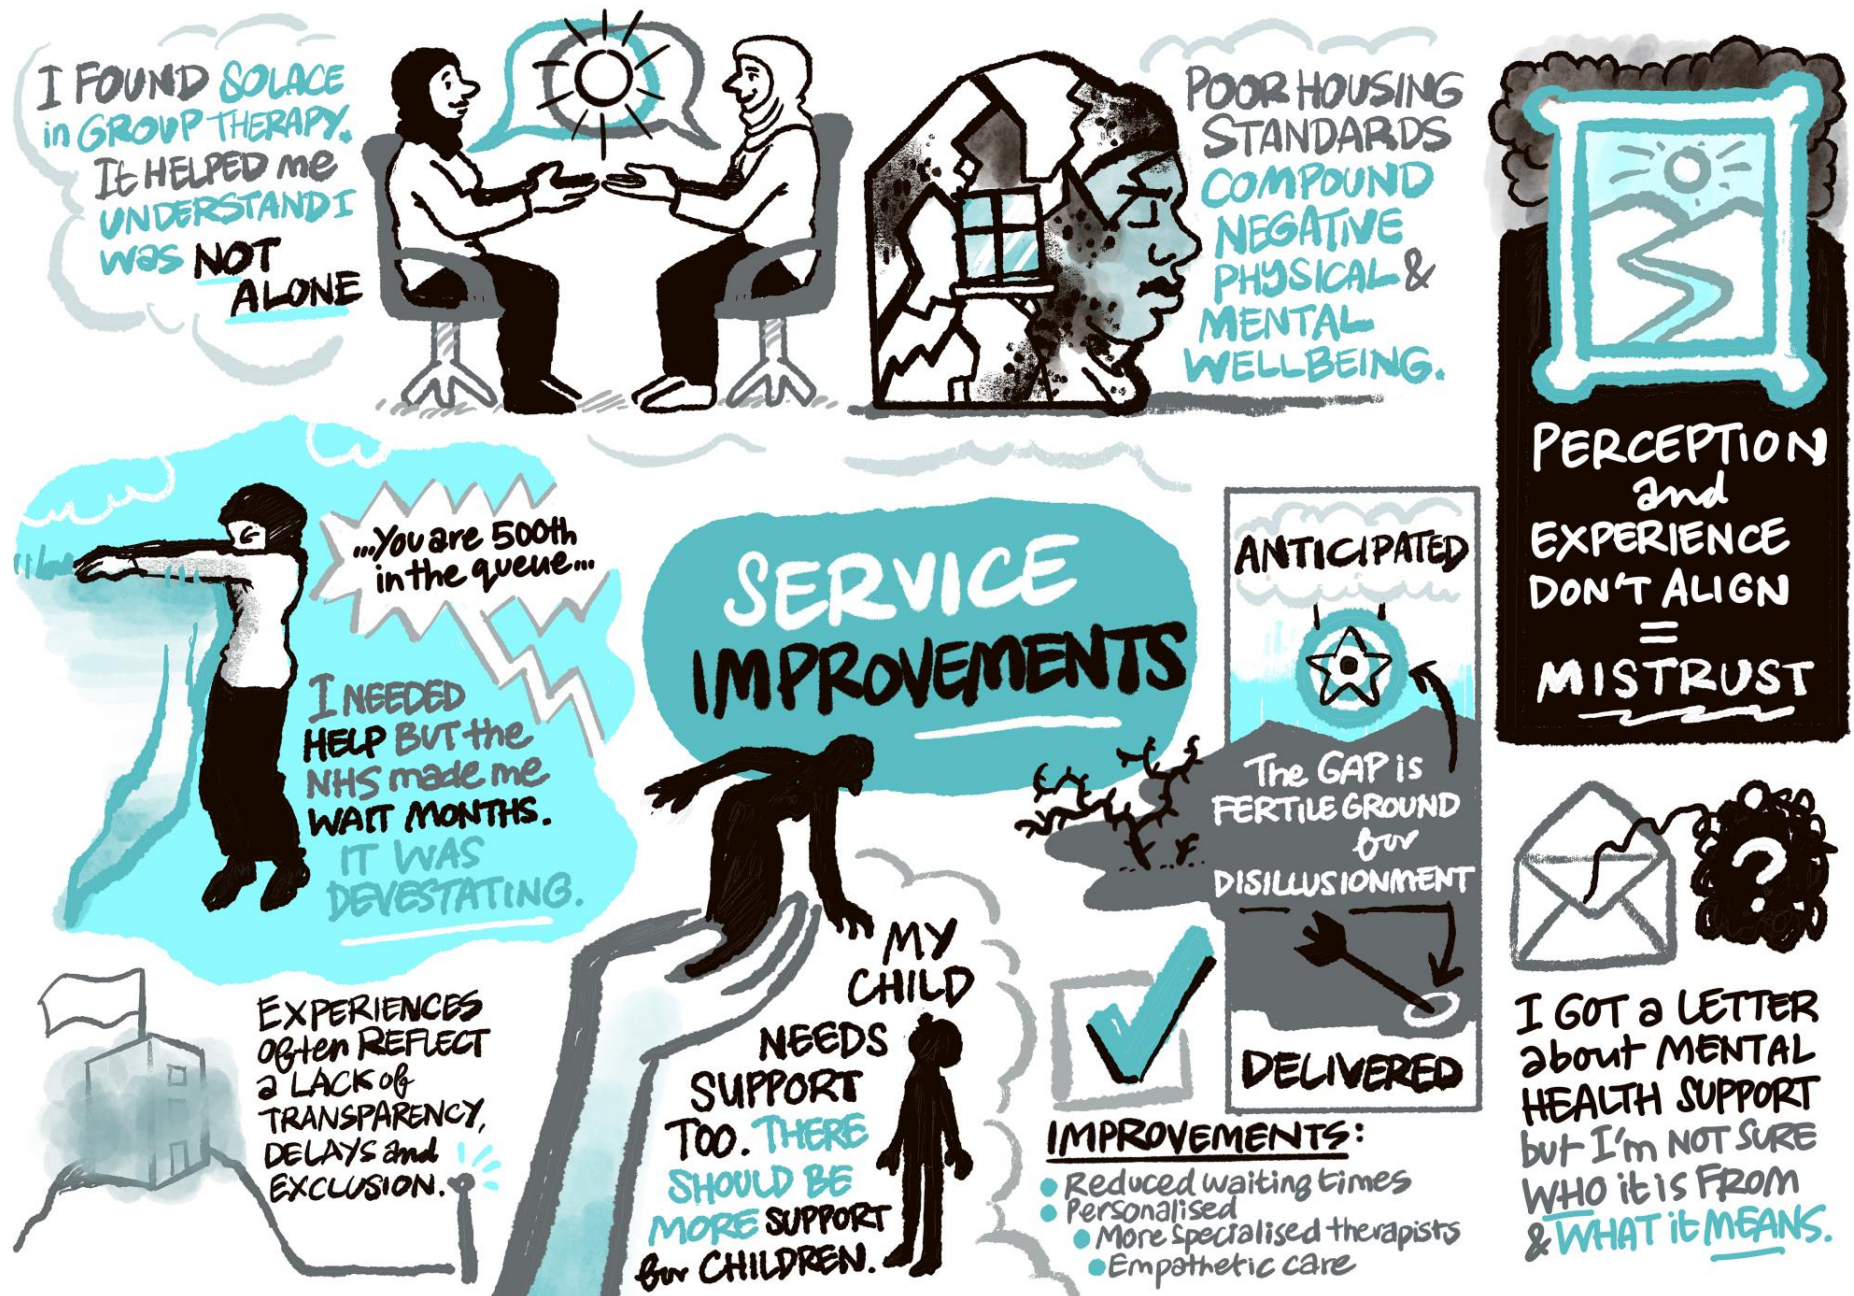 I FOUND SOLACE
in GROUP THERAPY.
It HELPED me
UNDERSTAND I
was NOT
ALONE
POOR HOUSING
STANDARDS
COMPOUND
NEGATIVE
PHYSICAL &
MENTAL
WELLBEING.
PERCEPTION
and
EXPERIENCE
DON'T ALIGN
=
MISTRUST
...You are 500th
in the queue...
I NEEDED
HELP BUT the
NHS made me
WAIT MONTHS.
IT WAS
DEVESTATING.
SERVICE
IMPROVEMENTS
ANTICIPATED
The GAP is
FERTILE GROUND
for
DISILLUSIONMENT
DELIVERED
EXPERIENCES
often REFLECT
a LACK of
TRANSPARENCY,
DELAYS and
EXCLUSION.
MY
CHILD
NEEDS
SUPPORT
TOO. THERE
SHOULD BE
MORE SUPPORT
for CHILDREN.
IMPROVEMENTS:
• Reduced waiting times
• Personalised
• More specialised therapists
• Empathetic care
?
I GOT a LETTER
about MENTAL
HEALTH SUPPORT
but I'm NOT SURE
WHO it is FROM
& WHAT it MEANS.